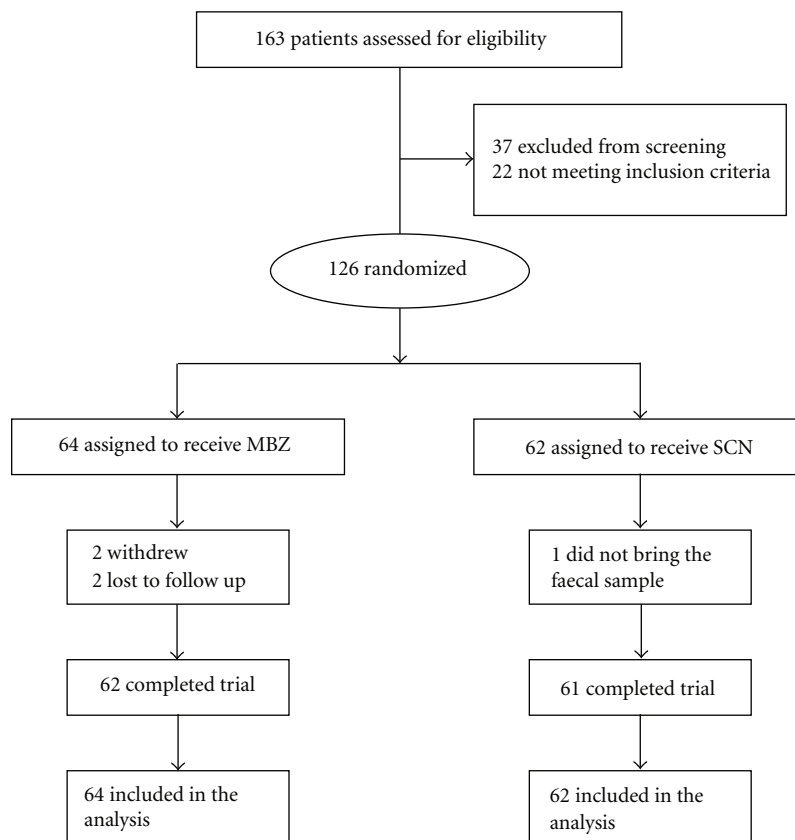 163 patients assessed for eligibility
37 excluded from screening
22 not meeting inclusion criteria
126 randomized
64 assigned to receive MBZ
62 assigned to receive SCN
2 withdrew
2 lost to follow up
1 did not bring the
faecal sample
62 completed trial
61 completed trial
64 included in the
analysis
62 included in the
analysis